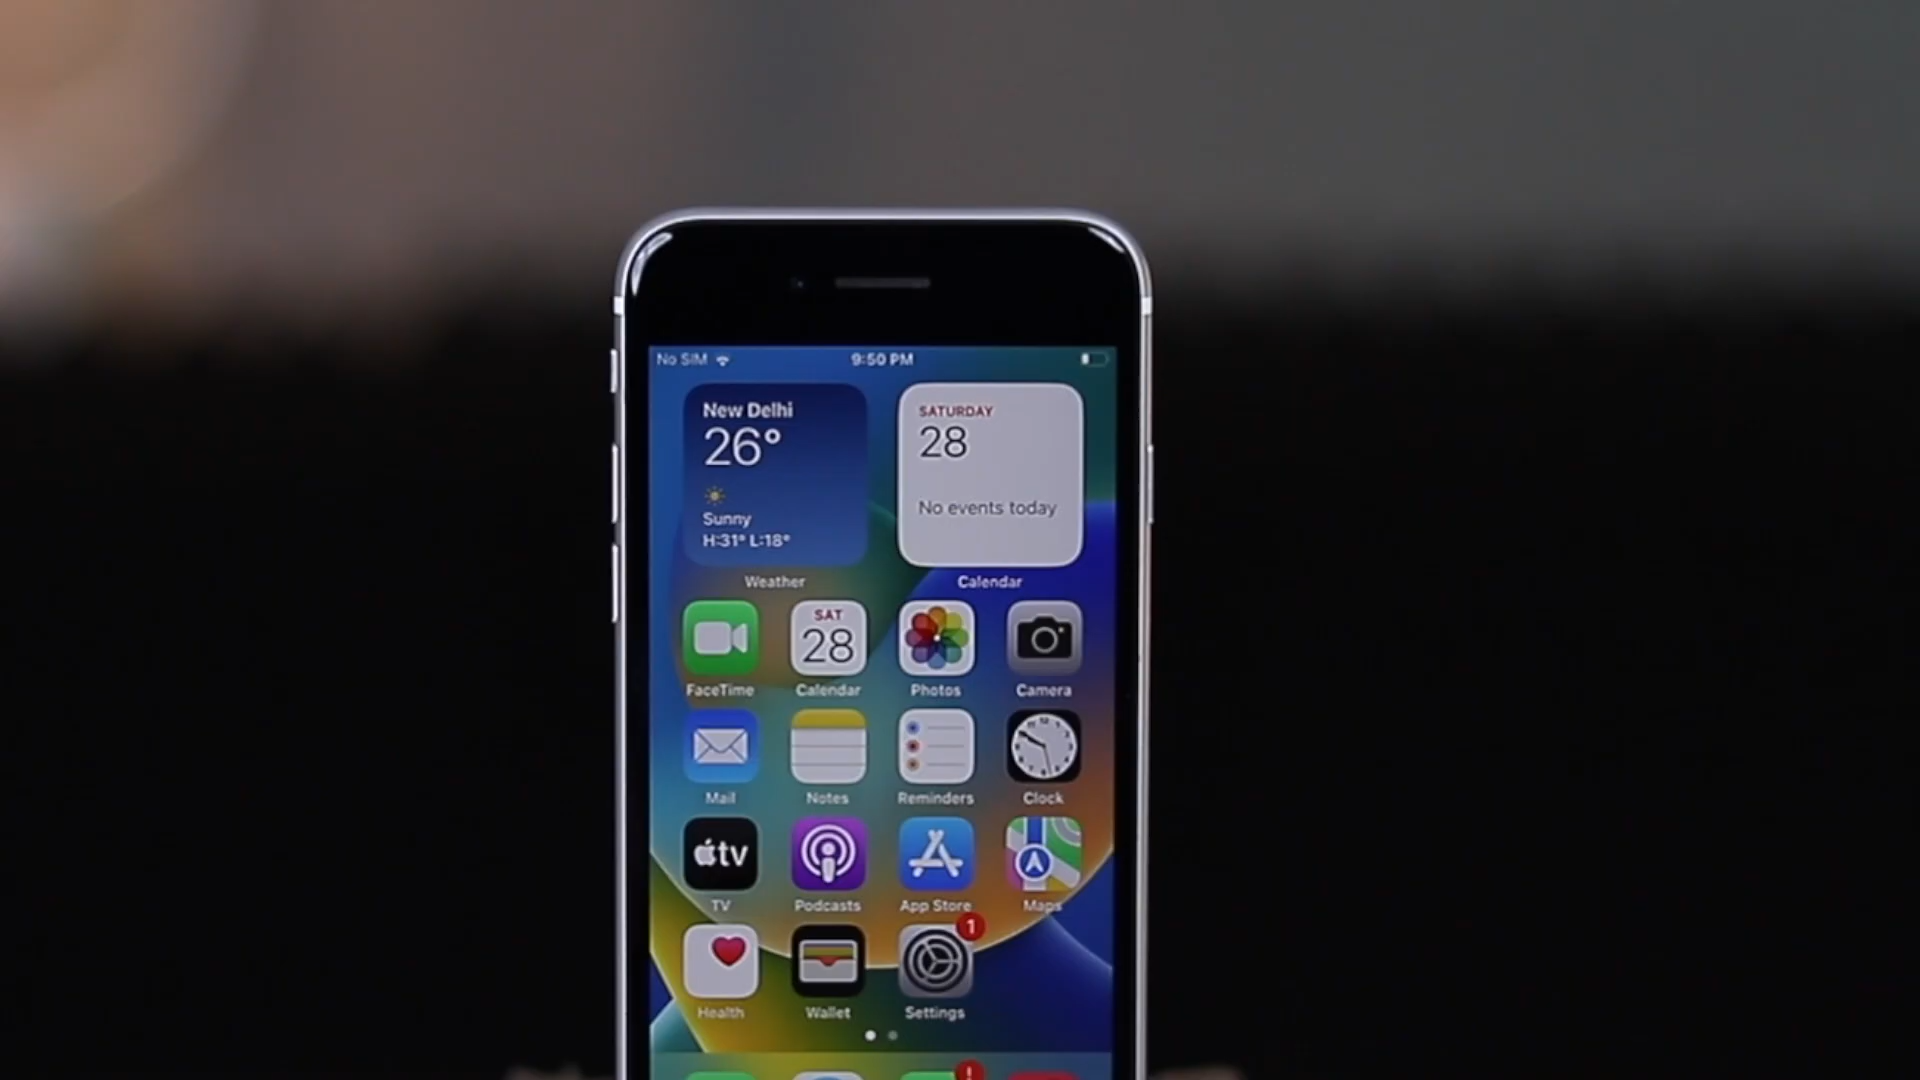 No SIM 9:50 PM
New Delhi
26°
Sunny
H:31° L:18°
Weather
SATURDAY
28
No events today
Calendar
SAT
28
FaceTime Calendar Photos Camera
Mail Notes Reminders Clock
tv
TV Podcasts App Store Maps
1
Health Wallet Settings
!